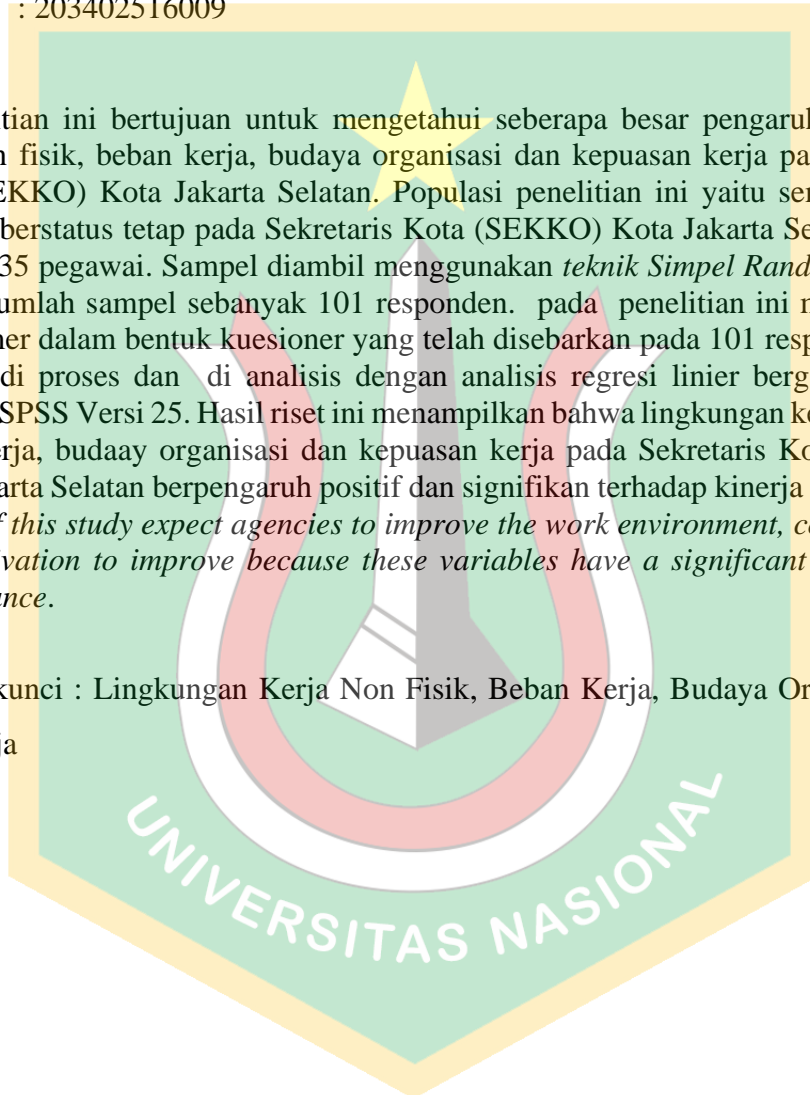 : 203402516009
tian ini bertujuan untuk mengetahui seberapa besar pengaruh
fisik, beban kerja, budaya organisasi dan kepuasan kerja pa
EKKO) Kota Jakarta Selatan. Populasi penelitian ini yaitu se
berstatus tetap pada Sekretaris Kota (SEKKO) Kota Jakarta Se
35 pegawai. Sampel diambil menggunakan teknik Simpel Rand
umlah sampel sebanyak 101 responden. pada penelitian ini
ner dalam bentuk kuesioner yang telah disebarkan pada 101 resp
di proses dan di analisis dengan analisis regresi linier berg
SPSS Versi 25. Hasil riset ini menampilkan bahwa lingkungan ke
erja, budaay organisasi dan kepuasan kerja pada Sekretaris Ko
arta Selatan berpengaruh positif dan signifikan terhadap kinerja
f this study expect agencies to improve the work environment, c
vation to improve because these variables have a significant
ance.
kunci : Lingkungan Kerja Non Fisik, Beban Kerja, Budaya Or
ja
UNIVERSITAS NASIONAL